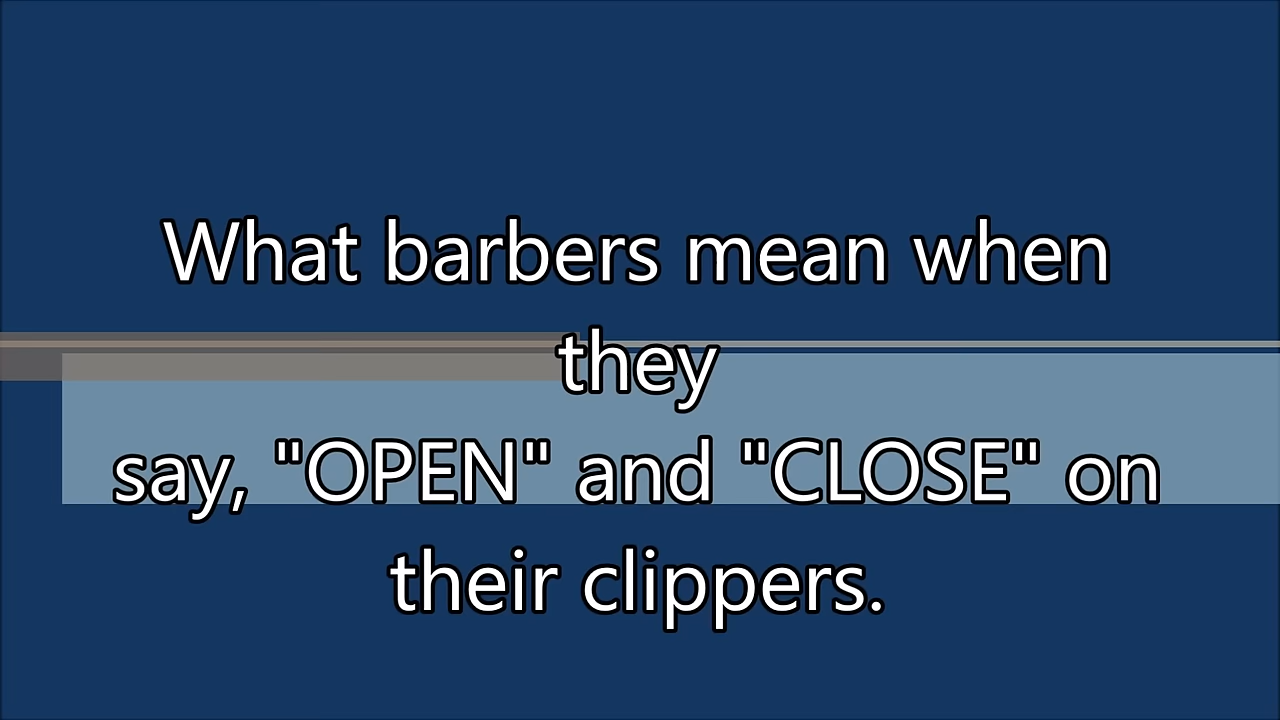 What barbers mean when
they
say, "OPEN" and "CLOSE" on
their clippers.